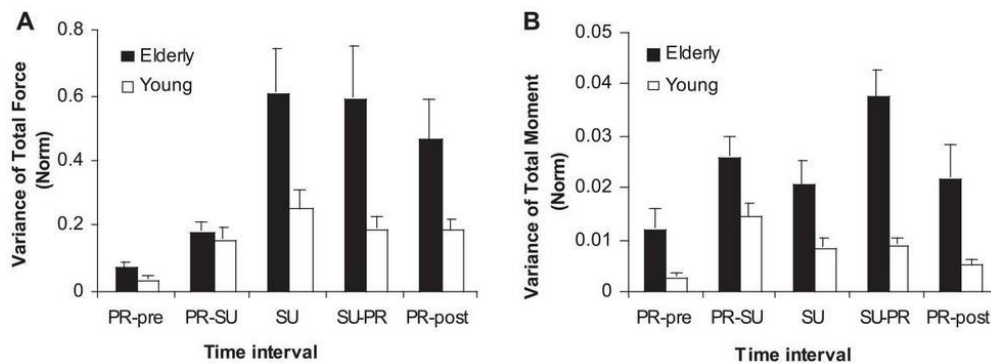 A
Variance of Total Force
(Norm)
0.8
0.6
0.4
0.2
0
Elderly
Young
PR-pre PR-SU SU SU-PR PR-post
Time interval
B
Variance of Total Moment
(Norm)
0.05
0.04
0.03
0.02
0.01
0
Elderly
Young
PR-pre PR-SU SU SU-PR PR-post
Time interval